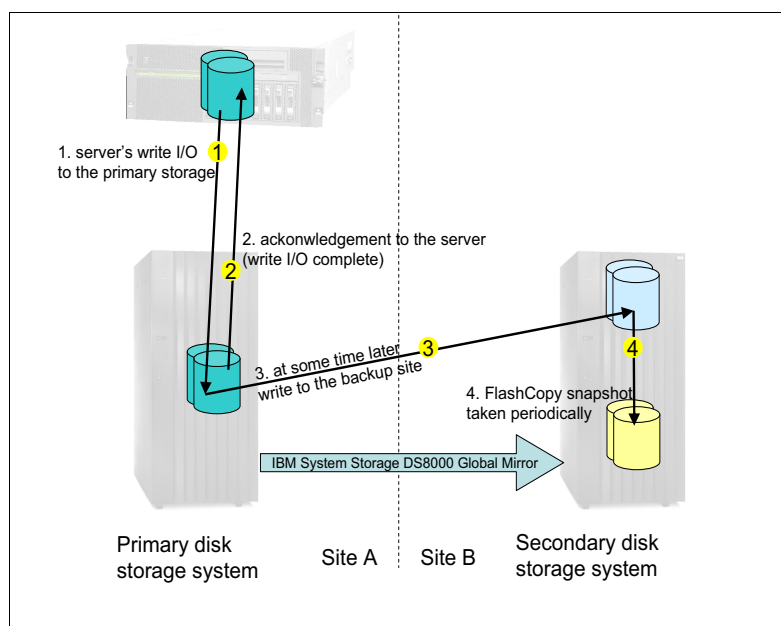 1. server's write I/O
to the primary storage
1
2. ackonwledgement to the server
(write I/O complete)
2
3. at some time later
write to the backup site
3
4
4. FlashCopy snapshot
taken periodically
IBM System Storage DS8000 Global Mirror
Primary disk
storage system
Site A
Site B
Secondary disk
storage system